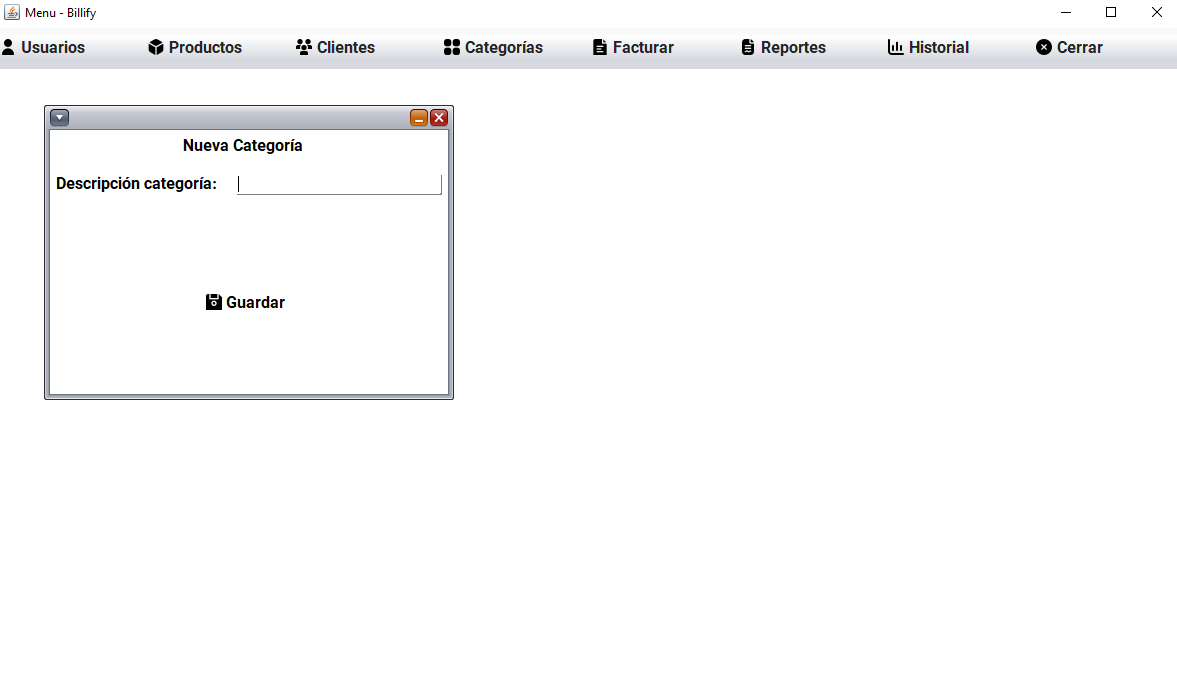 Menu - Billify
Usuarios Productos Clientes Categorías Facturar Reportes Historial Cerrar
Nueva Categoría
Descripción categoría:
Guardar